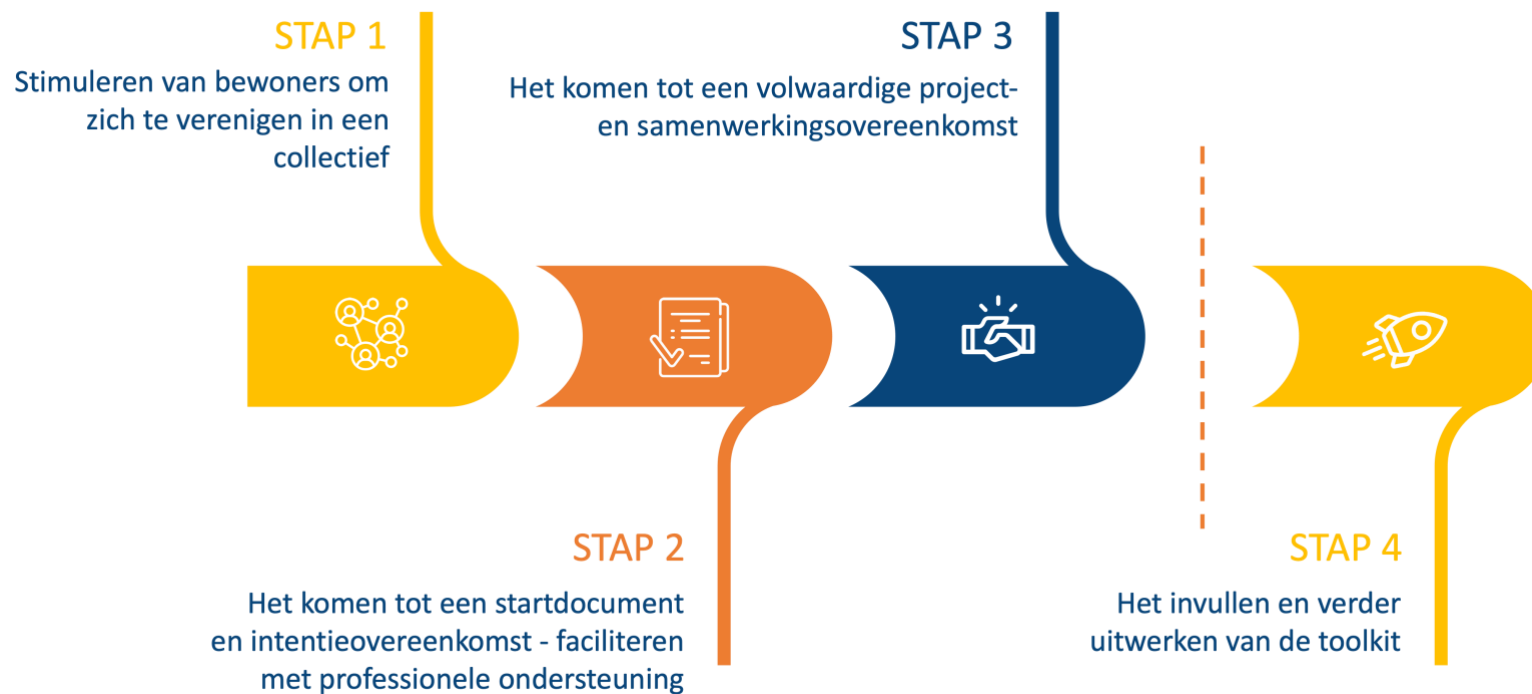 STAP 1
Stimuleren van bewoners om
zich te verenigen in een
collectief
STAP 2
Het komen tot een startdocument
en intentieovereenkomst - faciliteren
met professionele ondersteuning
STAP 3
Het komen tot een volwaardige project-
en samenwerkingsovereenkomst
STAP 4
Het invullen en verder
uitwerken van de toolkit